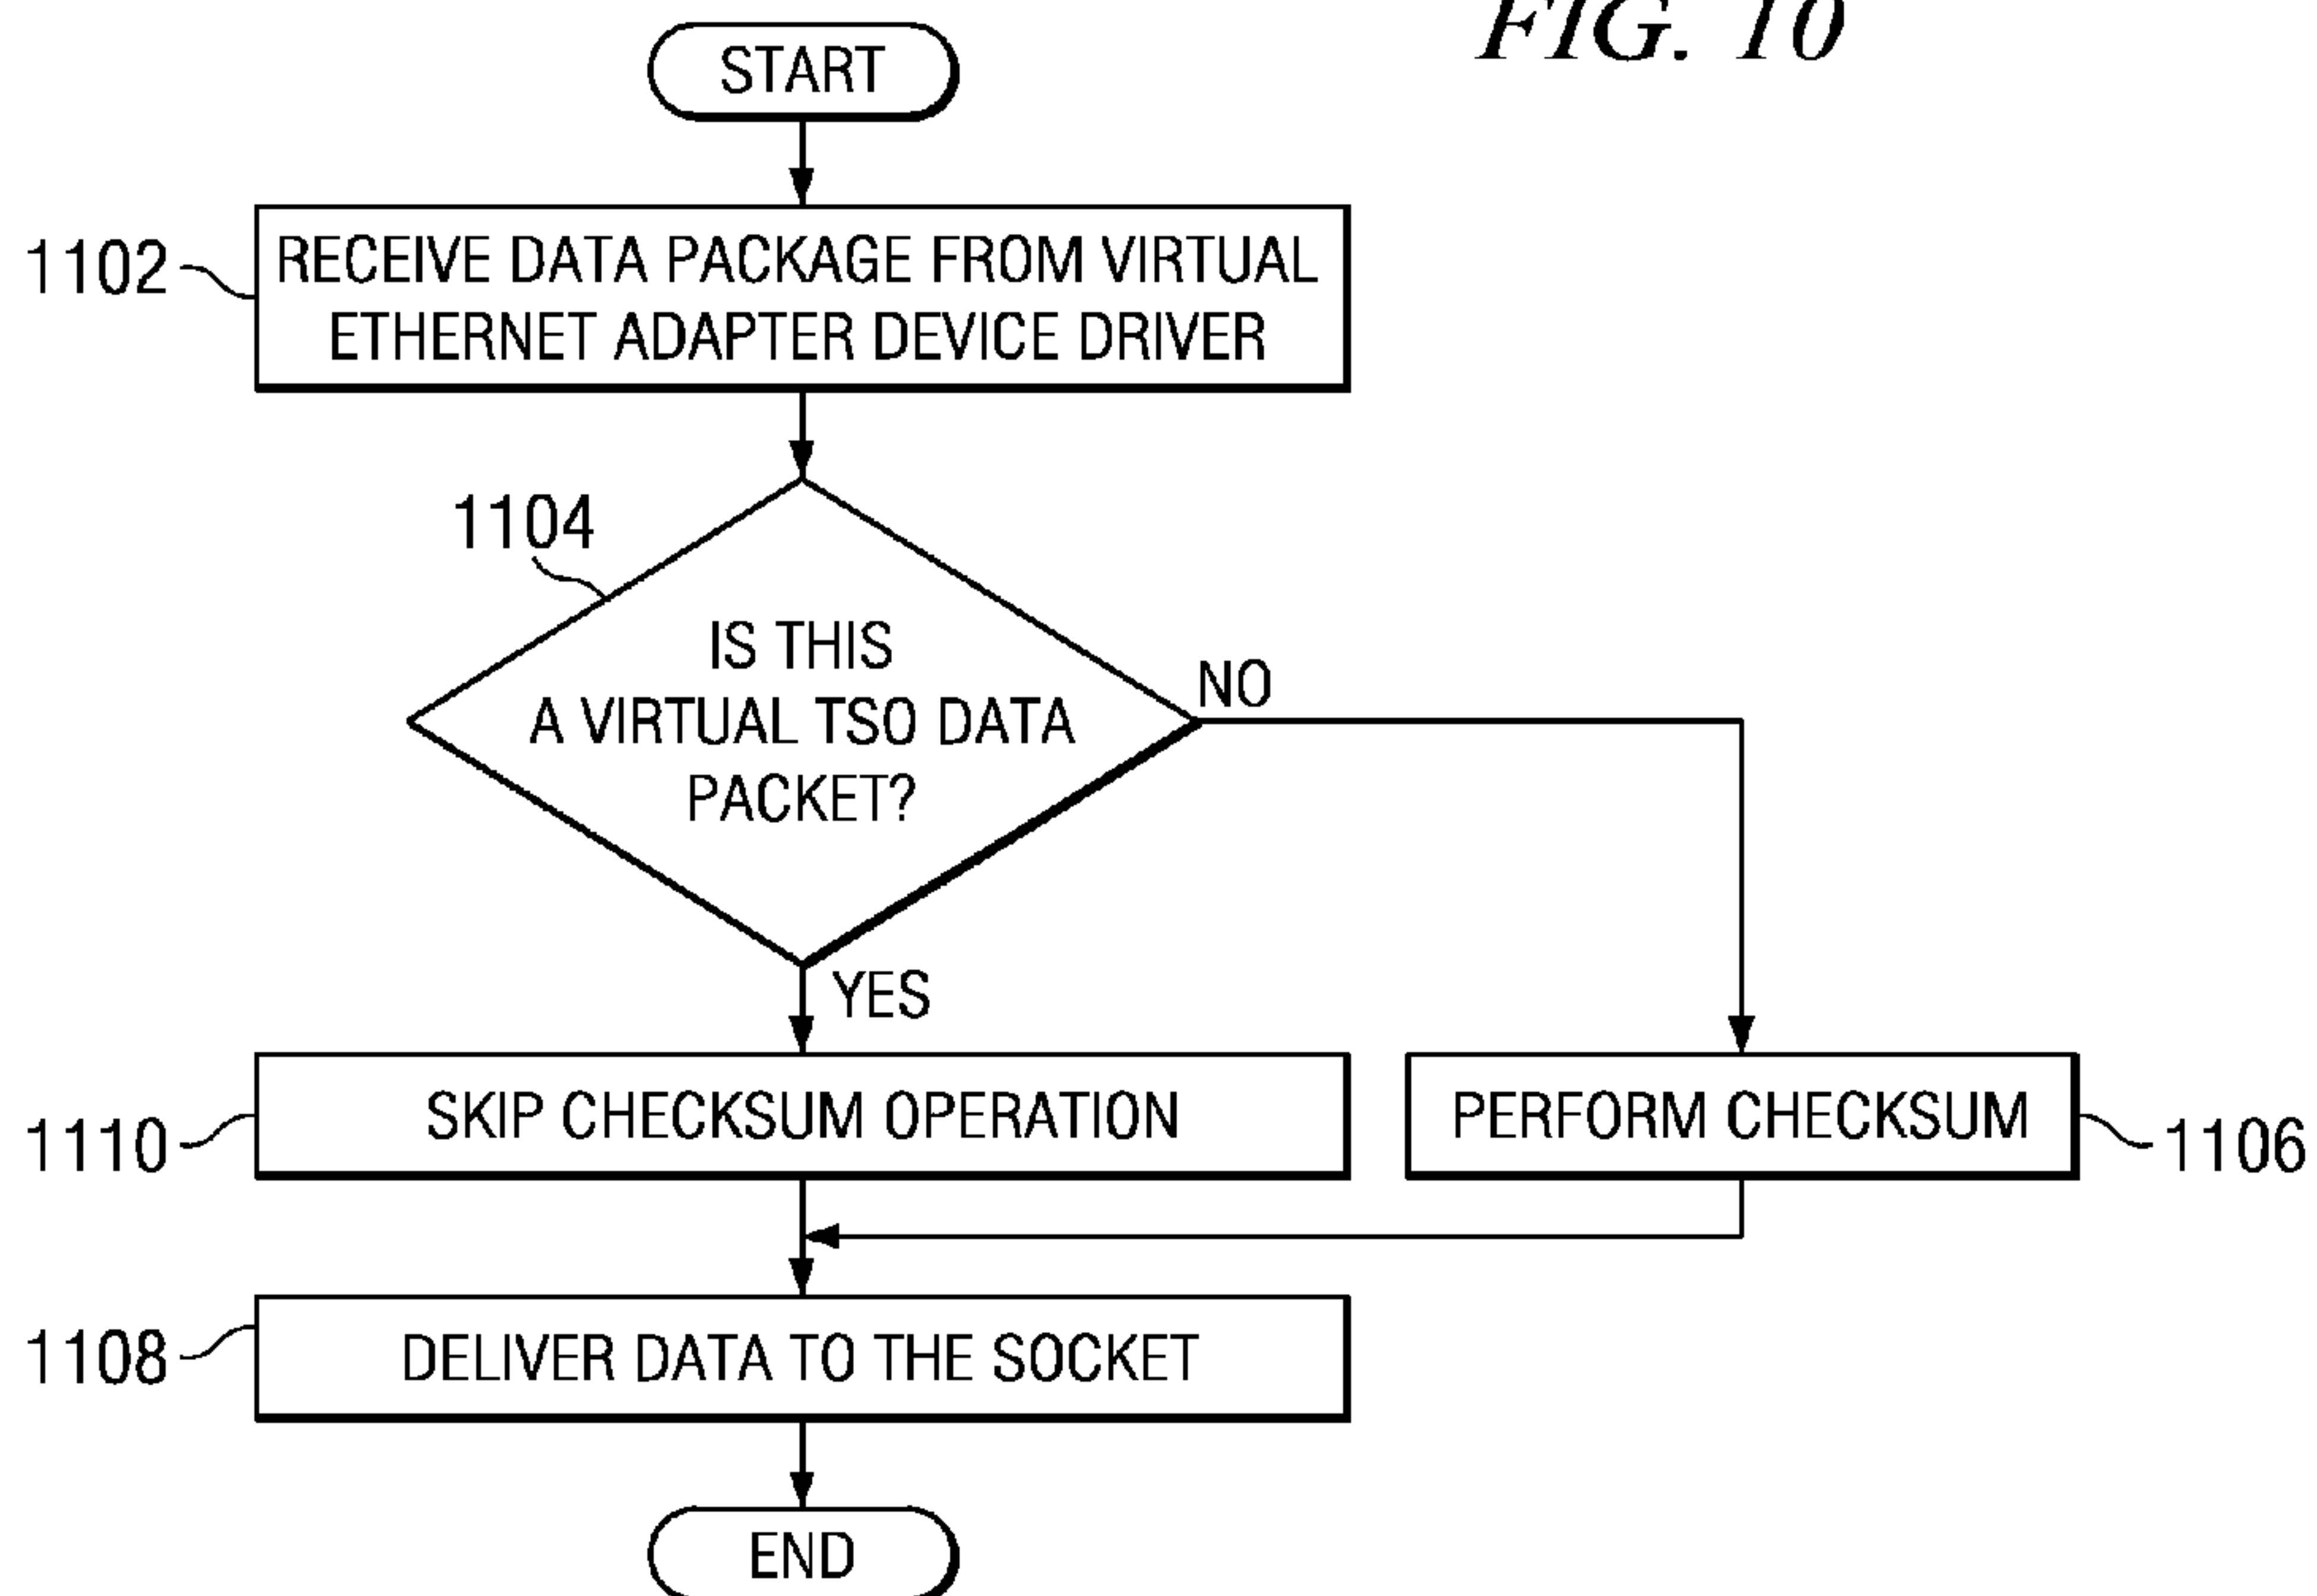 FIG. 10
START
1102
RECEIVE DATA PACKAGE FROM VIRTUAL
ETHERNET ADAPTER DEVICE DRIVER
1104
IS THIS
A VIRTUAL TSO DATA
PACKET?
NO
YES
1110
SKIP CHECKSUM OPERATION
PERFORM CHECKSUM
1106
1108
DELIVER DATA TO THE SOCKET
END